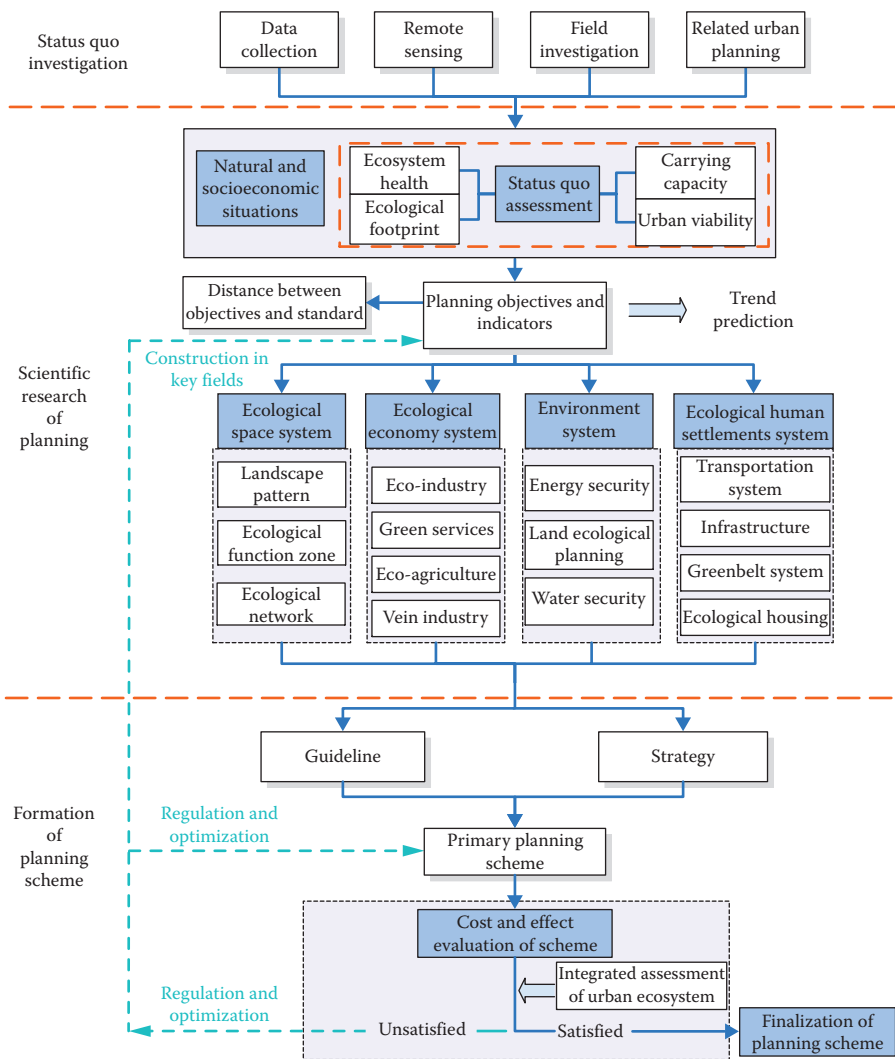 Status quo
investigation
Data
collection
Remote
sensing
Field
investigation
Related urban
planning
Scientific
research
of
planning
Natural and
socioeconomic
situations
Ecosystem
health
Ecological
footprint
Status quo
assessment
Carrying
capacity
Urban viability
Distance between
objectives and standard
Planning objectives and
indicators
Trend
prediction
Construction in
key fields
Ecological
space system
Landscape
pattern
Ecological
function zone
Ecological
network
Ecological
economy system
Eco-industry
Green services
Eco-agriculture
Vein industry
Environment
system
Energy security
Land ecological
planning
Water security
Ecological human
settlements system
Transportation
system
Infrastructure
Greenbelt system
Ecological housing
Formation
of
planning
scheme
Guideline
Strategy
Regulation and
optimization
Primary planning
scheme
Cost and effect
evaluation of scheme
Integrated assessment
of urban ecosystem
Regulation and
optimization
Unsatisfied
Satisfied
Finalization of
planning scheme